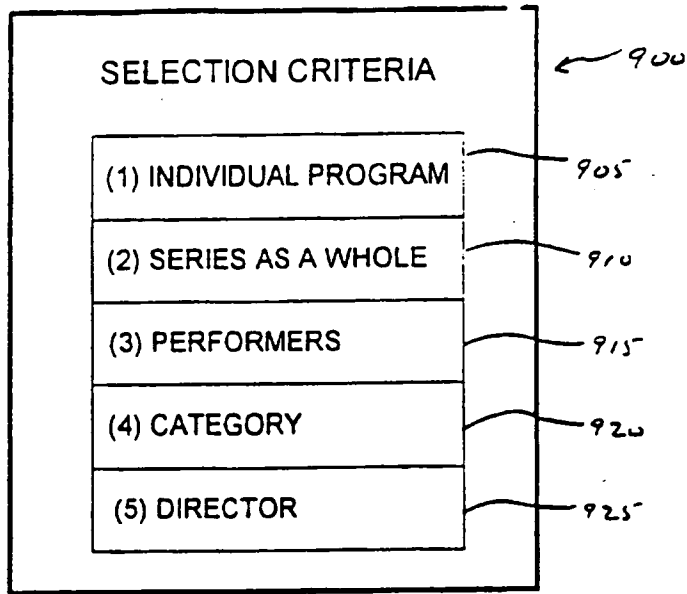 SELECTION CRITERIA
900
(1) INDIVIDUAL PROGRAM
905
(2) SERIES AS A WHOLE
910
(3) PERFORMERS
915
(4) CATEGORY
920
(5) DIRECTOR
925